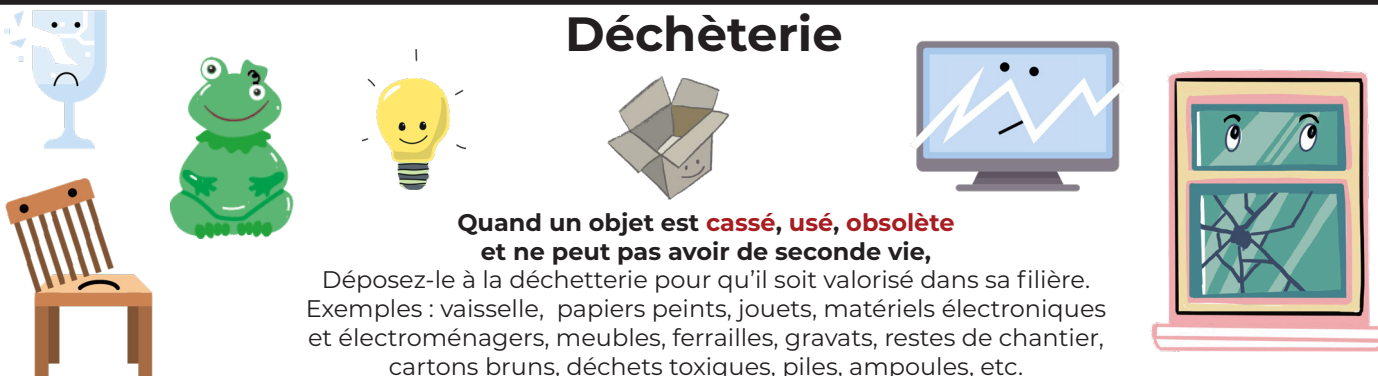 Déchèterie
Quand un objet est cassé, usé, obsolète
et ne peut pas avoir de seconde vie,
Déposez-le à la déchetterie pour qu'il soit valorisé dans sa filière.
Exemples : vaisselle, papiers peints, jouets, matériels électroniques
et électroménagers, meubles, ferrailles, gravats, restes de chantier,
cartons bruns, déchets toxiques, piles, ampoules, etc.